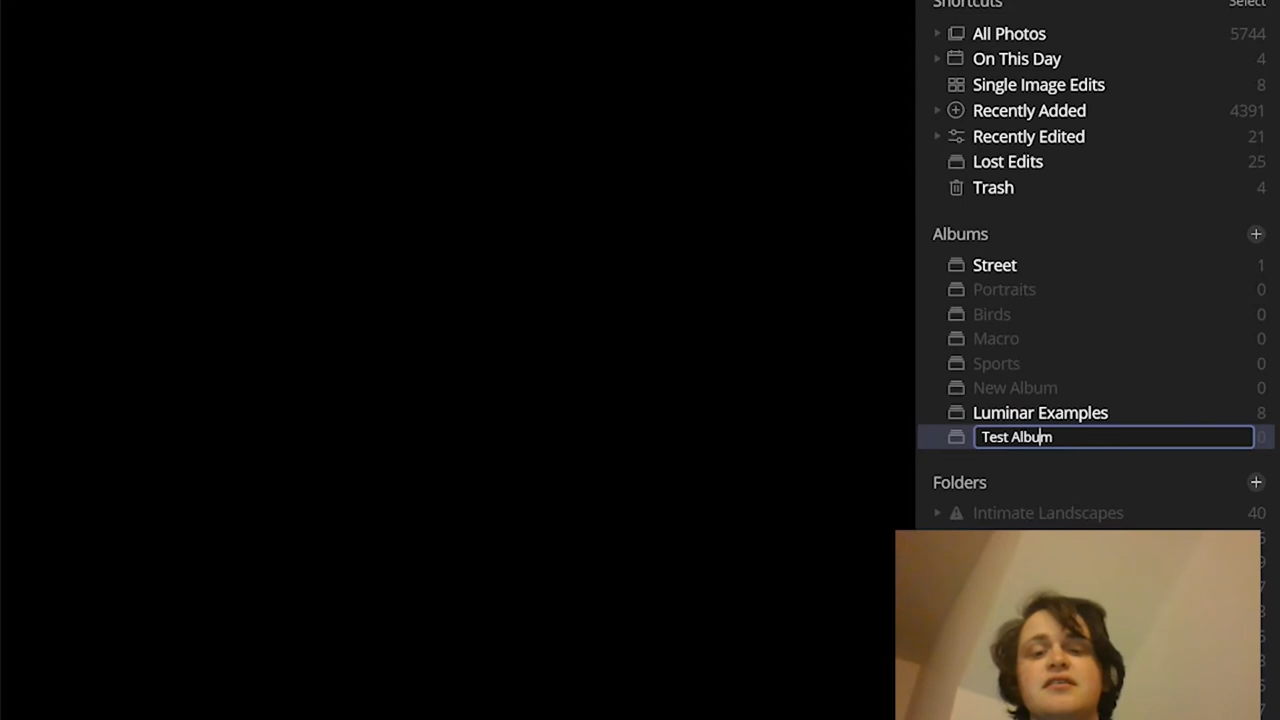 Shortcuts Select
All Photos 5744
On This Day 4
Single Image Edits 8
Recently Added 4391
Recently Edited 21
Lost Edits 25
Trash 4
Albums
Street 1
Portraits 0
Birds 0
Macro 0
Sports 0
New Album 0
Luminar Examples 8
Test Album 0
Folders
Intimate Landscapes 40